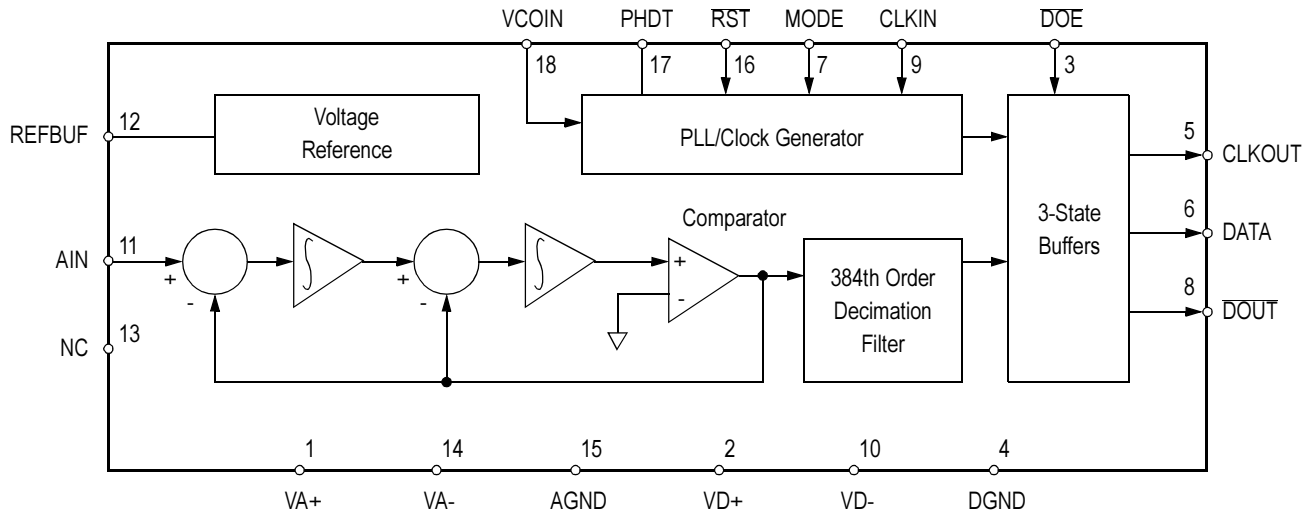 VCOIN PHDT RST MODE CLKIN DOE
18 17 16 7 9 3
REFBUF 12
Voltage
Reference
PLL/Clock Generator
5
CLKOUT
3-State
Buffers
6
DATA
8
DOUT
Comparator
AIN 11
+
-
∫
+
-
∫
+
-
384th Order
Decimation
Filter
NC 13
1 14 15 2 10 4
VA+ VA- AGND VD+ VD- DGND